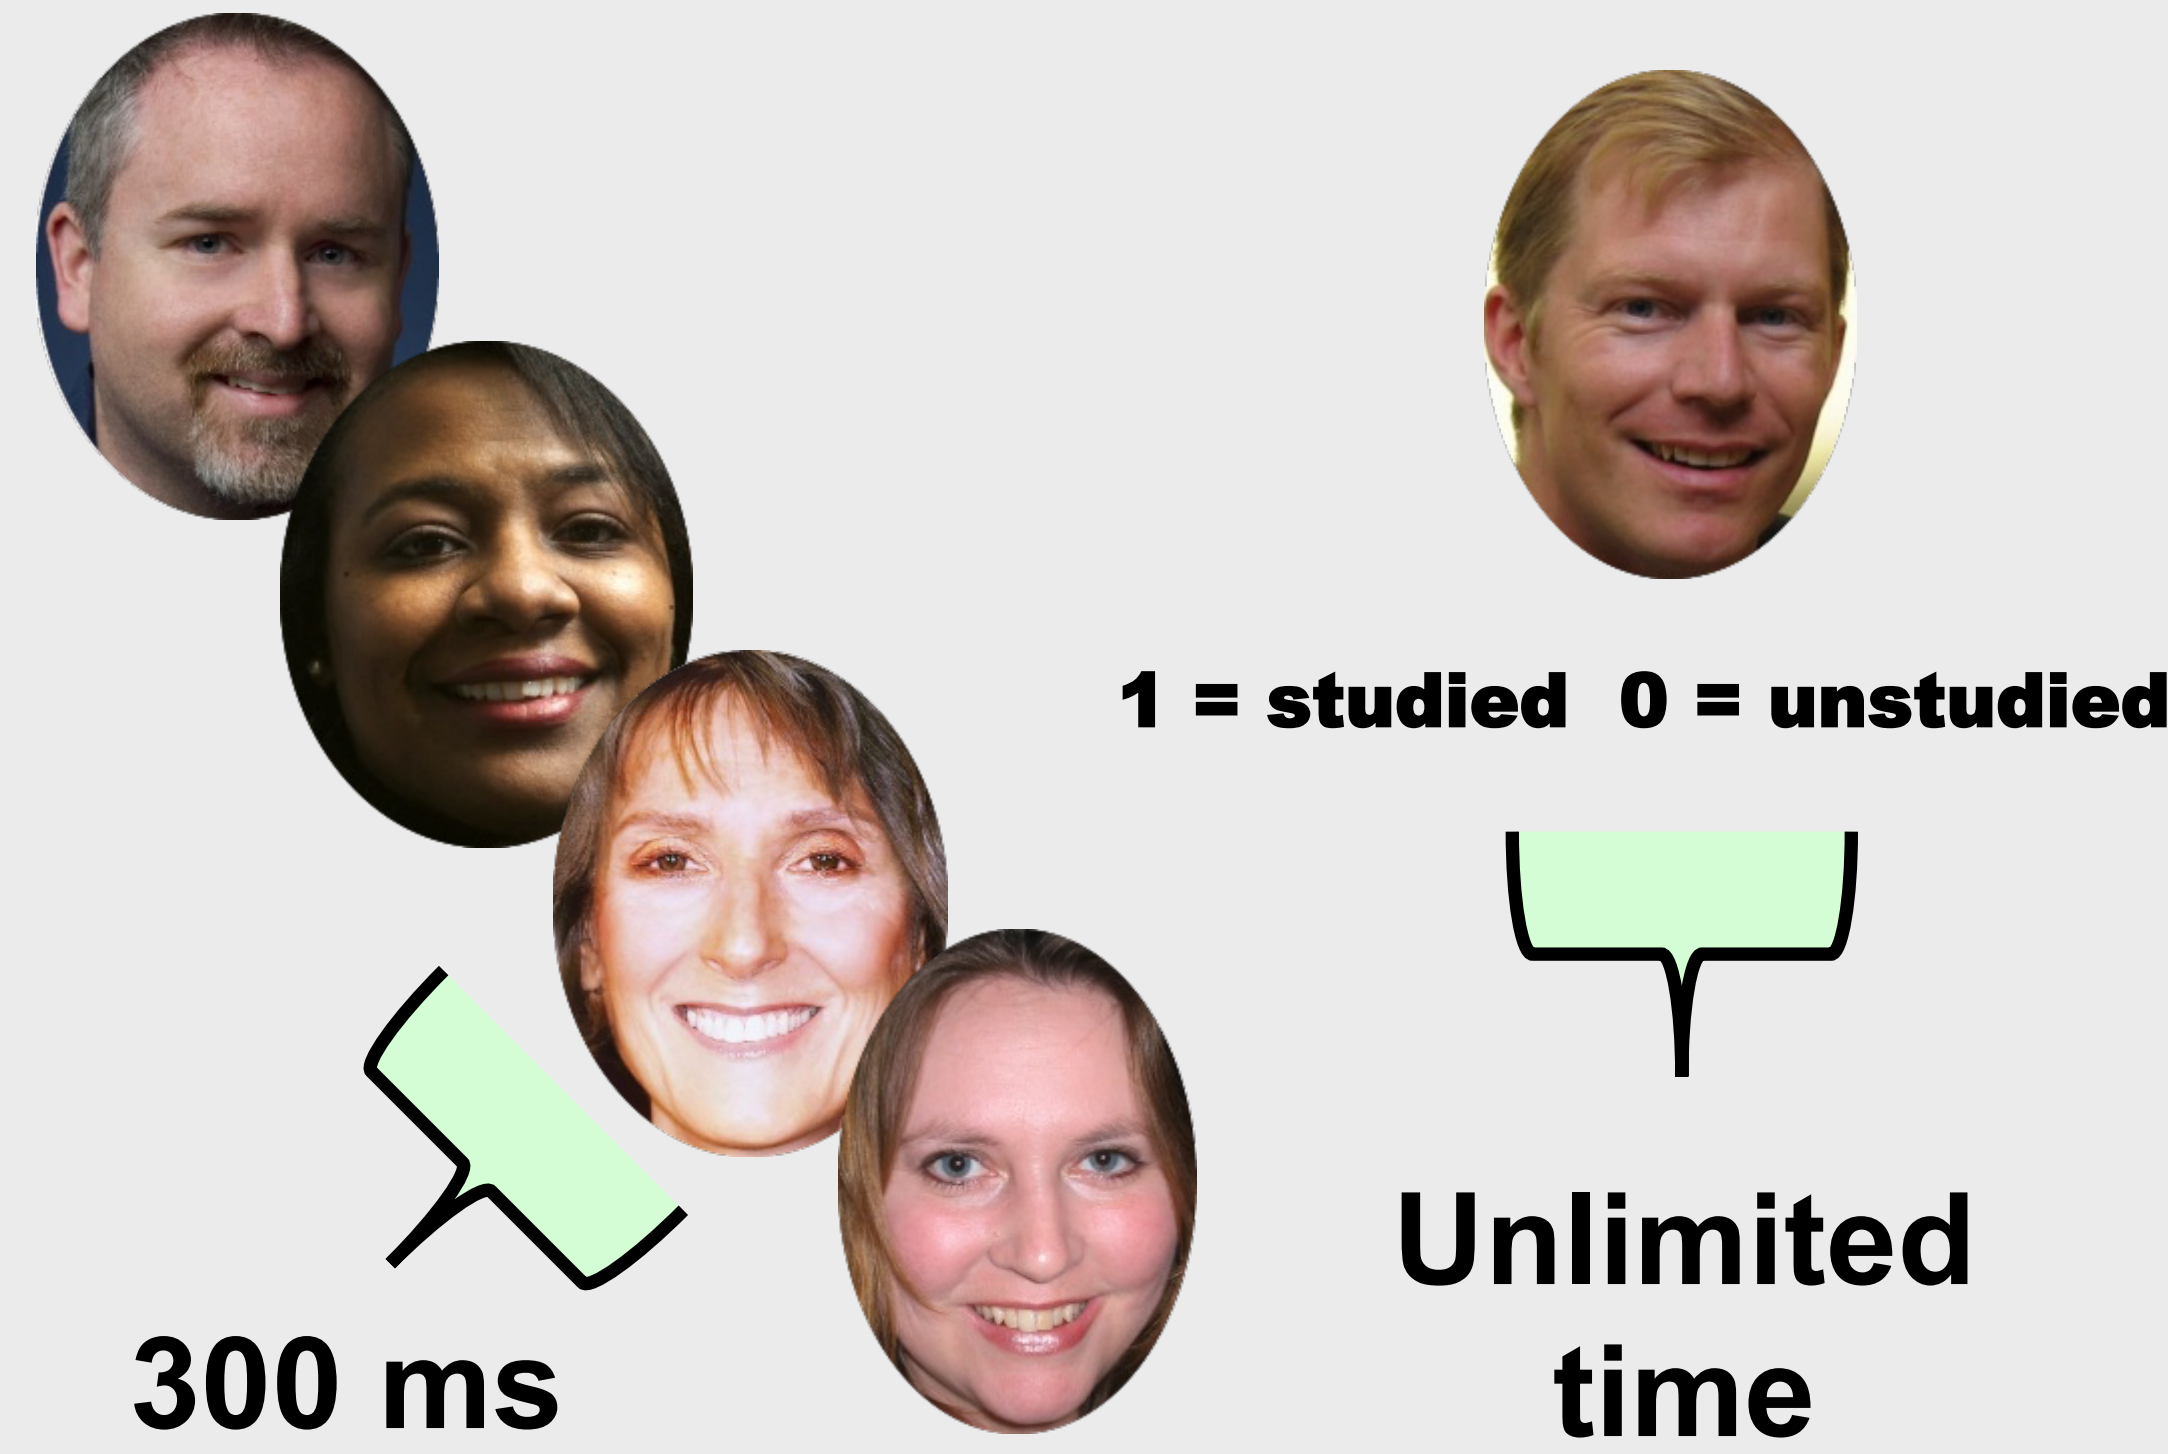 1 = studied  0 = unstudied
300 ms
Unlimited
time